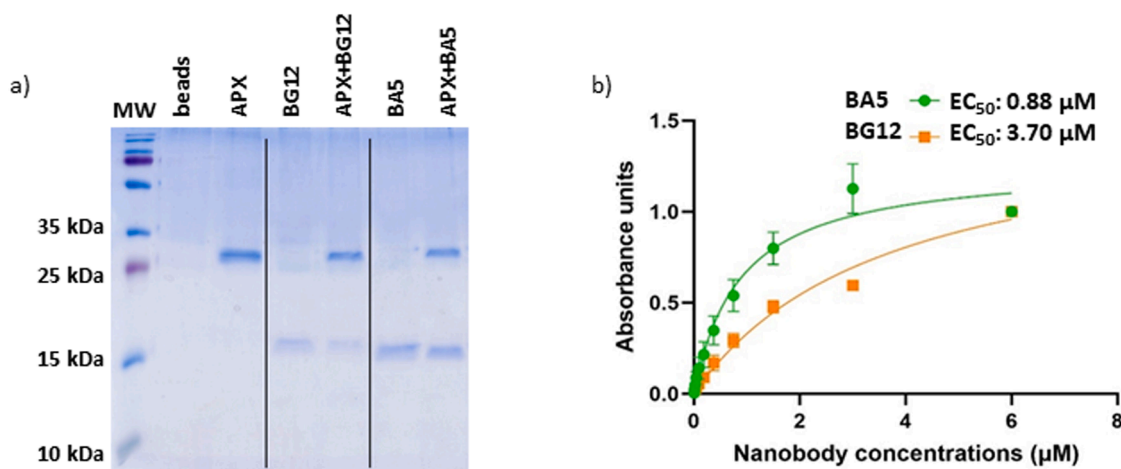 a)
MW
beads
APX
BG12
APX+BG12
BA5
APX+BA5
35 kDa
25 kDa
15 kDa
10 kDa
b)
BA5 EC50: 0.88 µM
BG12 EC50: 3.70 µM
Absorbance units
1.5
1.0
0.5
0.0
0 2 4 6 8
Nanobody concentrations (µM)